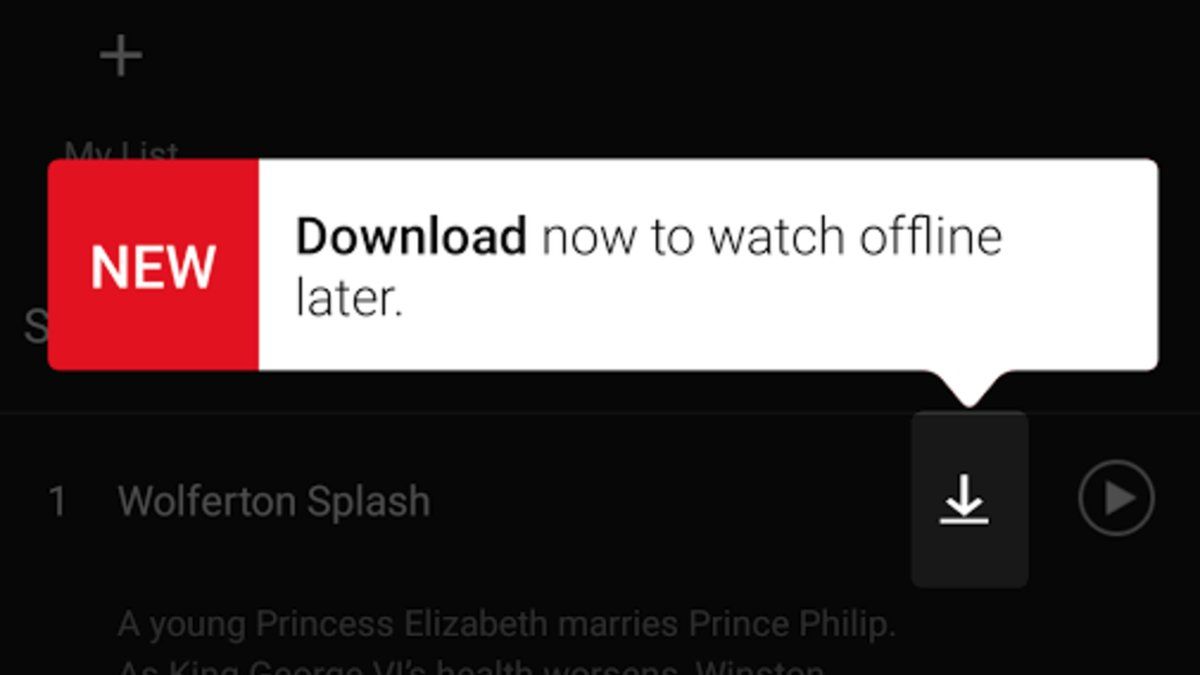 My List
NEW
Download now to watch offline
later.
S
1 Wolferton Splash
A young Princess Elizabeth marries Prince Philip.
As King George VI's health worsens, Winston